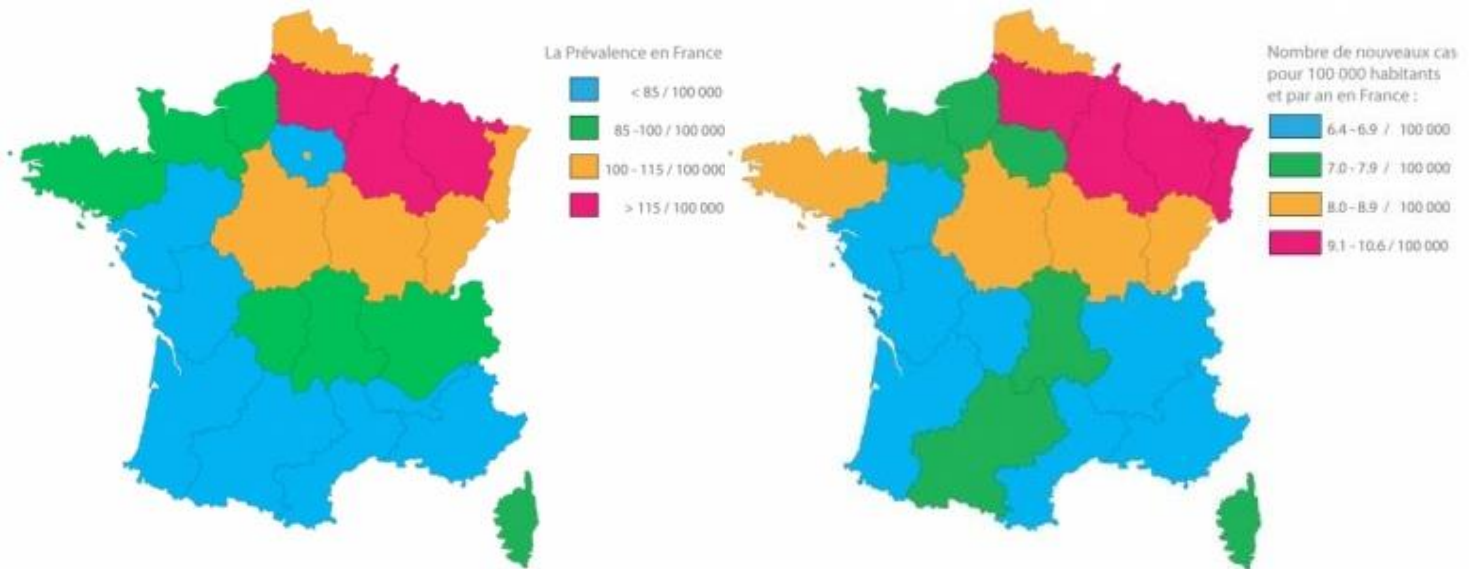 La Prévalence en France
< 85 / 100 000
85 -100 / 100 000
100 - 115 / 100 000
> 115 / 100 000
Nombre de nouveaux cas
pour 100 000 habitants
et par an en France :
6.4 - 6.9 / 100 000
7.0 - 7.9 / 100 000
8.0 - 8.9 / 100 000
9.1 - 10.6 / 100 000